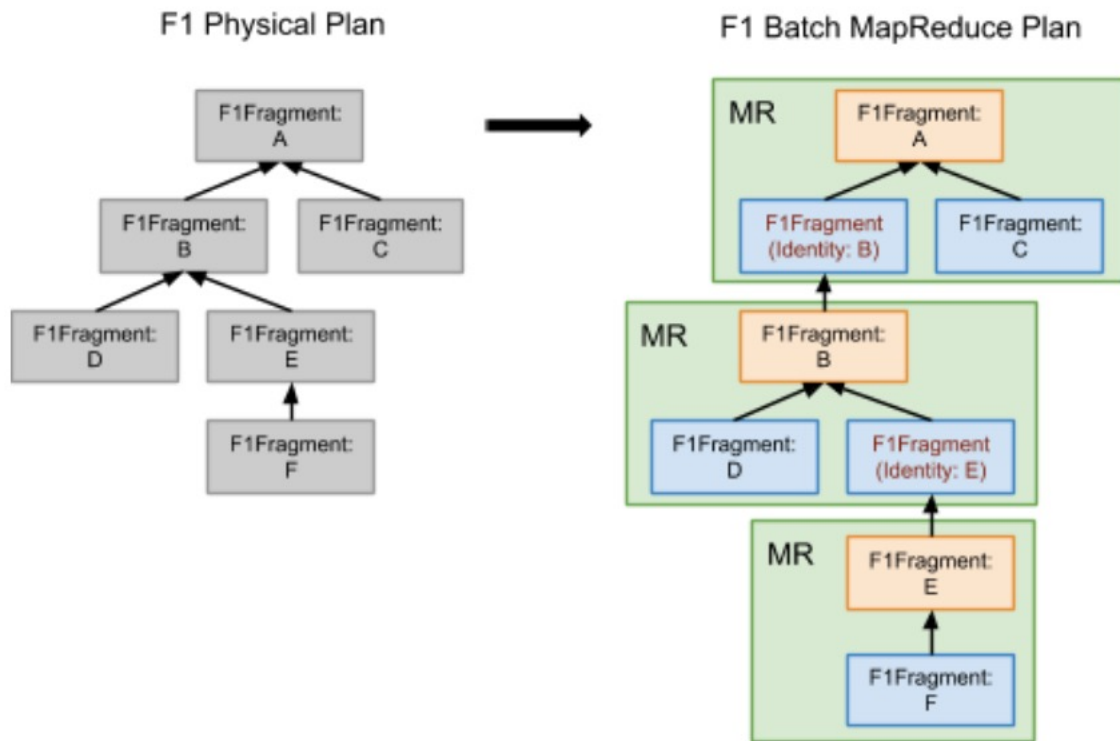 F1 Physical Plan
F1Fragment:
A
F1Fragment:
B
F1Fragment:
C
F1Fragment:
D
F1Fragment:
E
F1Fragment:
F
F1 Batch MapReduce Plan
MR
F1Fragment:
A
F1Fragment
(Identity: B)
F1Fragment:
C
MR
F1Fragment:
B
F1Fragment:
D
F1Fragment
(Identity: E)
MR
F1Fragment:
E
F1Fragment:
F